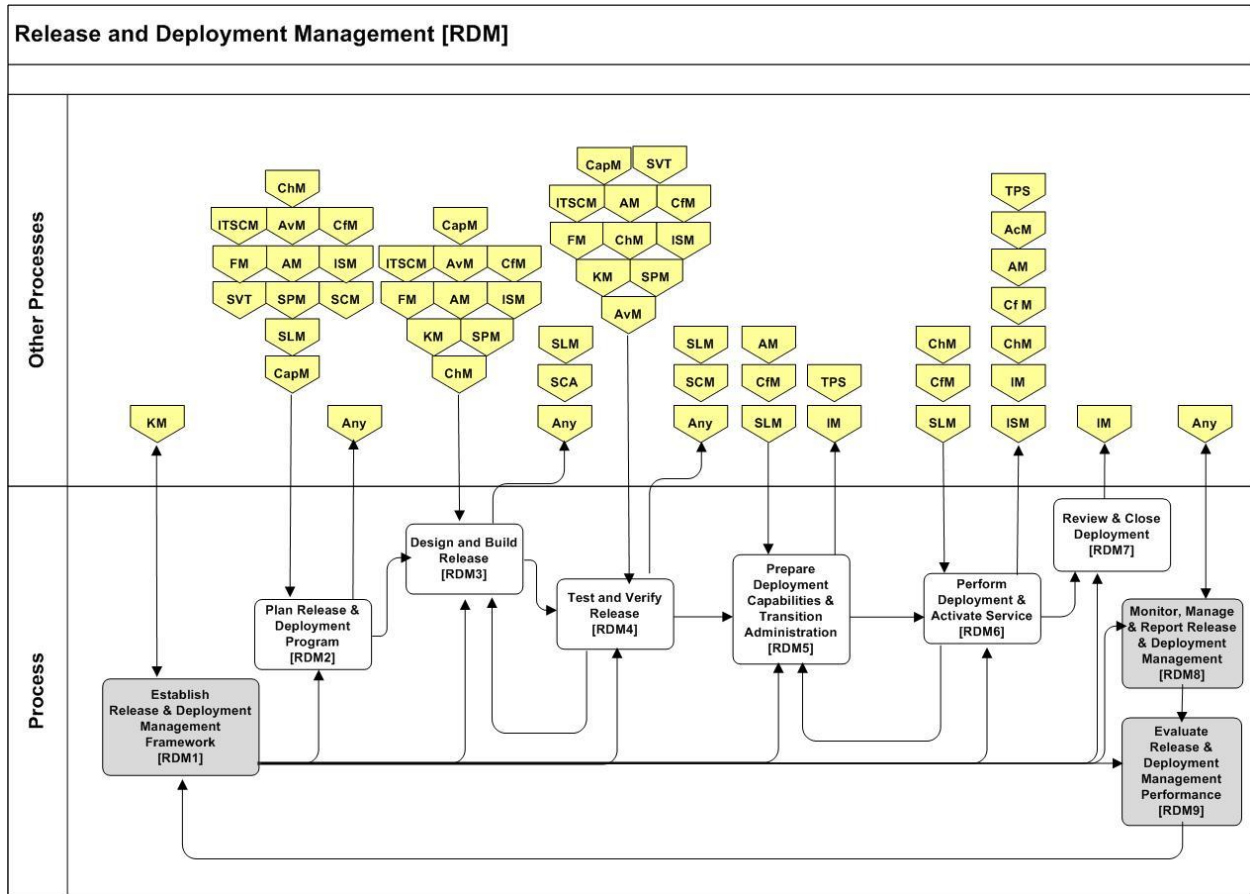 Release and Deployment Management [RDM]
Other Processes
CapM SVT
ChM
ITSCM AM CfM
TPS
ITSCM AvM CfM
CapM
FM ChM ISM
AcM
FM AM ISM
ITSCM AvM CfM
KM SPM
AM
SVT SPM SCM
FM AM ISM
AvM
Cf M
SLM
KM SPM
SLM
SLM
AM
ChM
ChM
CapM
ChM
SCA
SCM
CfM
TPS
CfM
IM
KM
Any
Any
Any
SLM
IM
SLM
ISM
IM
Any
Process
Establish
Release & Deployment
Management
Framework
[RDM1]
Plan Release &
Deployment
Program
[RDM2]
Design and Build
Release
[RDM3]
Test and Verify
Release
[RDM4]
Prepare
Deployment
Capabilities &
Transition
Administration
[RDM5]
Perform
Deployment &
Activate Service
[RDM6]
Review & Close
Deployment
[RDM7]
Monitor, Manage
& Report Release
& Deployment
Management
[RDM8]
Evaluate
Release &
Deployment
Management
Performance
[RDM9]